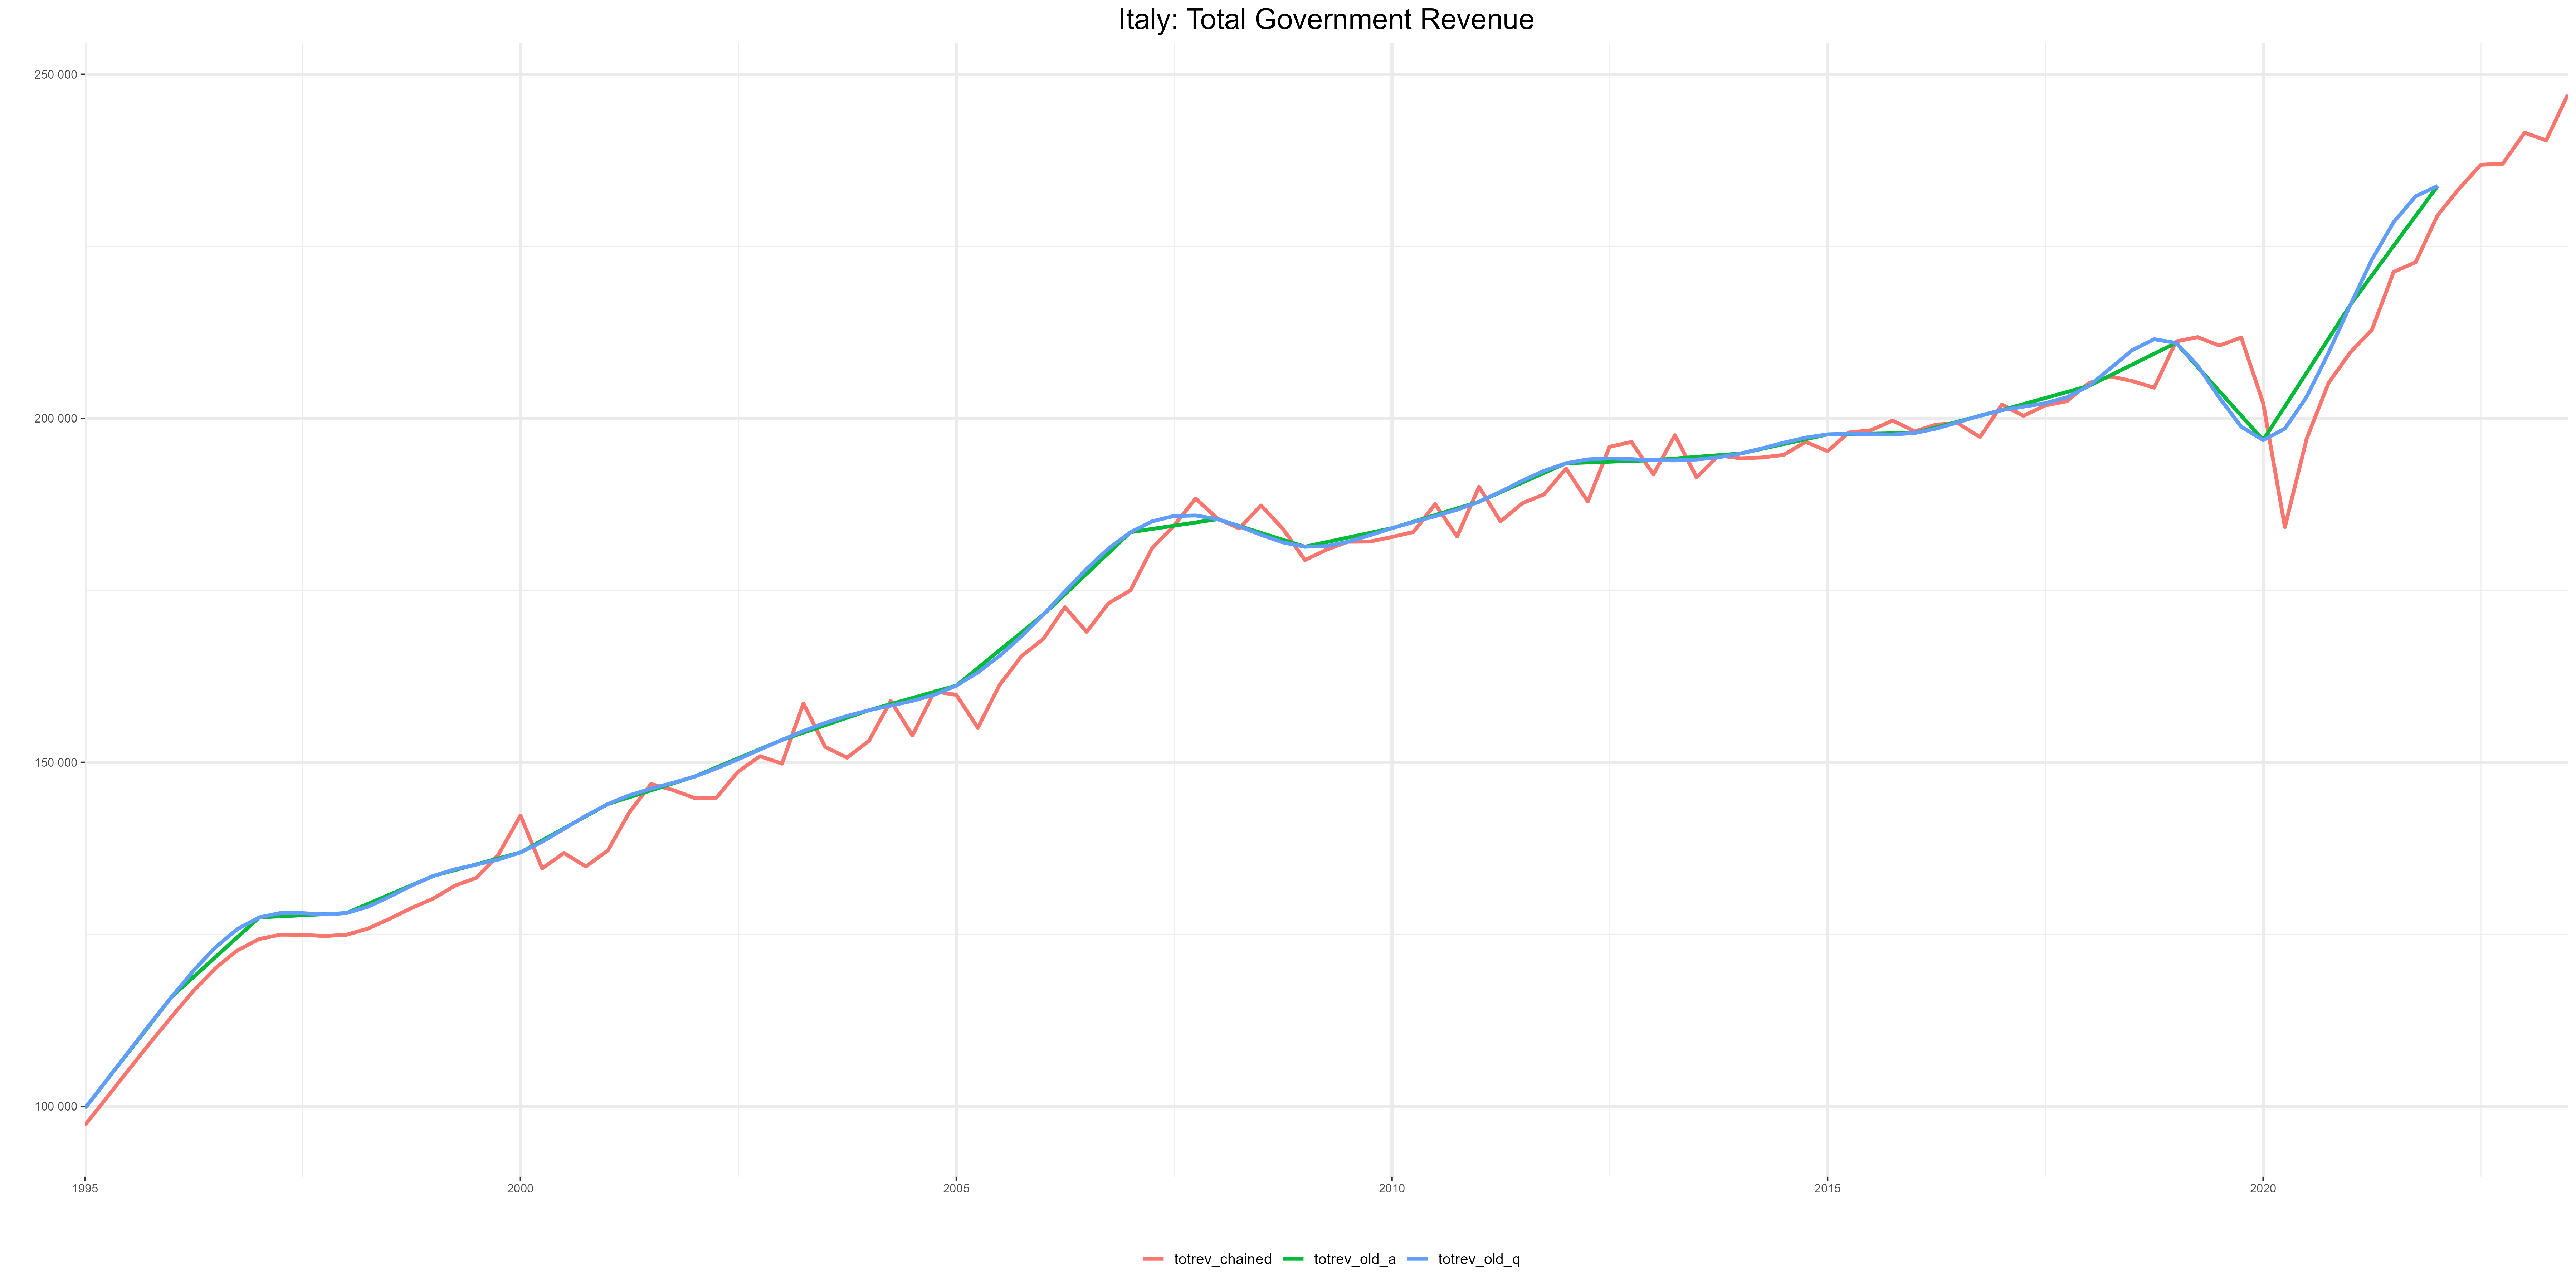 Italy: Total Government Revenue
250 000
200 000
150 000
100 000
1995 2000 2005 2010 2015 2020
totrev_chained totrev_old_a totrev_old_q